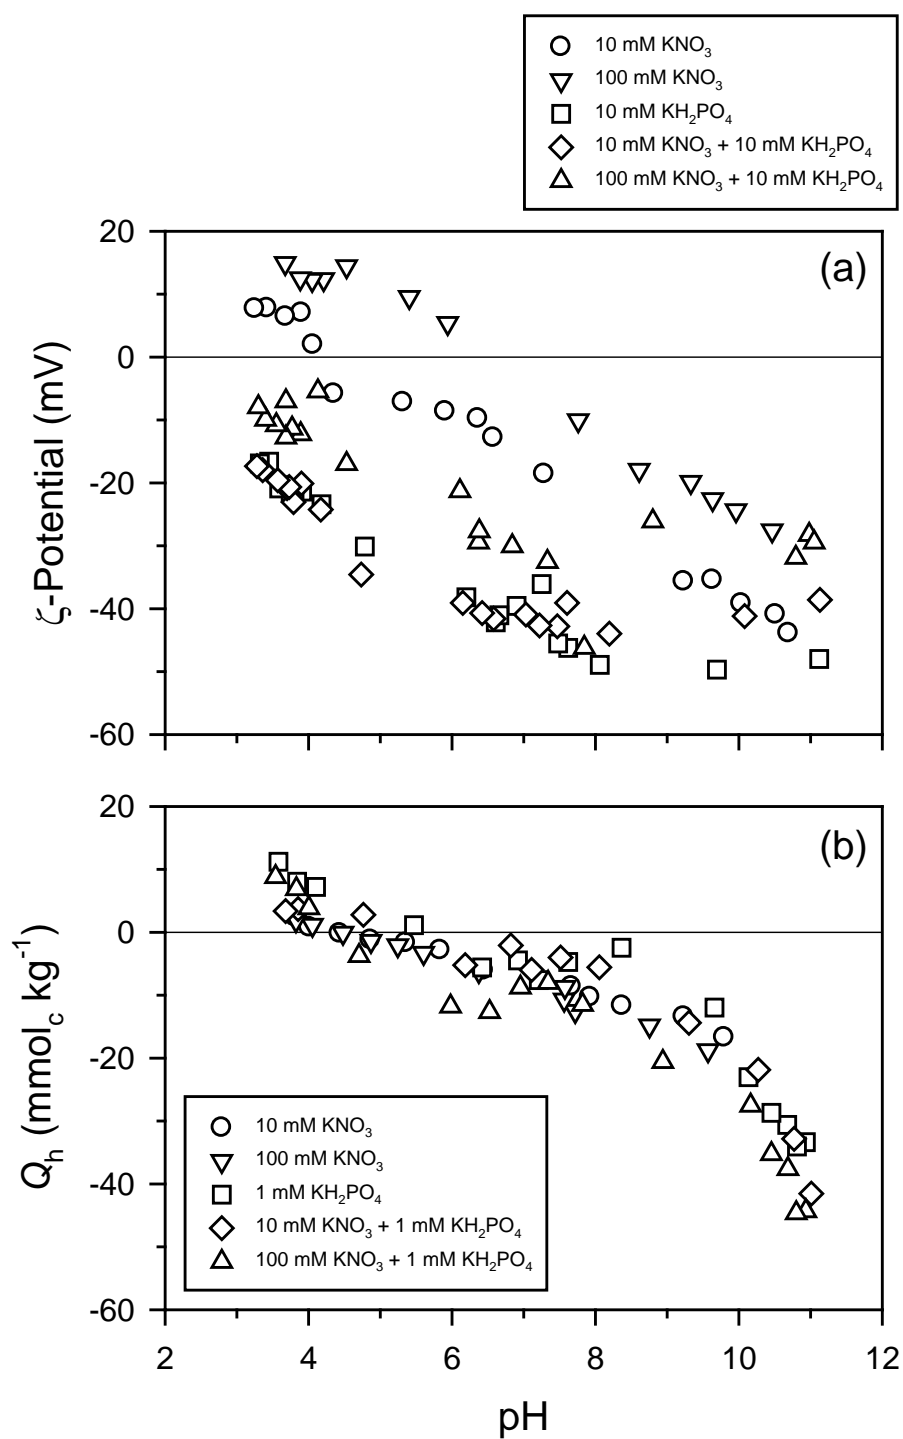 10 mM KNO₃
100 mM KNO₃
10 mM KH₂PO₄
10 mM KNO₃ + 10 mM KH₂PO₄
100 mM KNO₃ + 10 mM KH₂PO₄
(a)
ζ-Potential (mV)
20
0
-20
-40
-60
(b)
Qₕ (mmol_c kg⁻¹)
20
0
-20
-40
-60
10 mM KNO₃
100 mM KNO₃
1 mM KH₂PO₄
10 mM KNO₃ + 1 mM KH₂PO₄
100 mM KNO₃ + 1 mM KH₂PO₄
2 4 6 8 10 12
pH